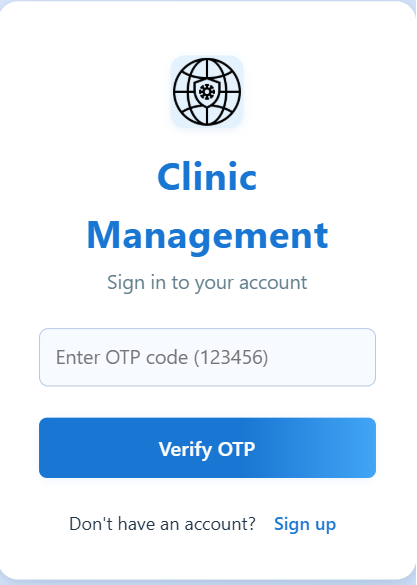 Clinic
Management
Sign in to your account
Enter OTP code (123456)
Verify OTP
Don't have an account? Sign up